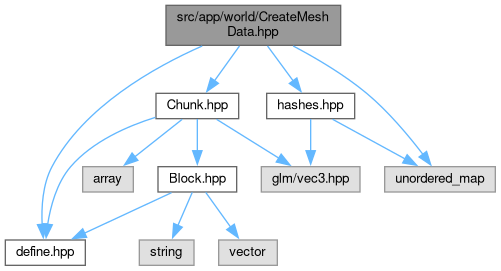 src/app/world/CreateMesh
Data.hpp
Chunk.hpp
hashes.hpp
array
Block.hpp
glm/vec3.hpp
unordered_map
define.hpp
string
vector